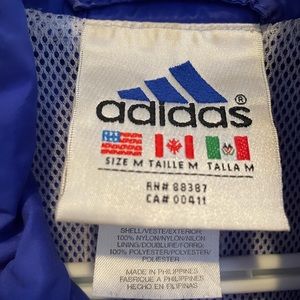 adidas®
SIZE M TAILLE M TALLA M
RN# 88387
CA# 00411
SHELL/VESTE/EXTERIOR:
100% NYLON/NYLON/NILON
LINING/DOUBLURE/FORRO:
100% POLYESTER/POLYESTER/
POLIESTER
MADE IN PHILIPPINES
FABRIQUE EN PHILIPPINES
HECHO EN FILIPINAS